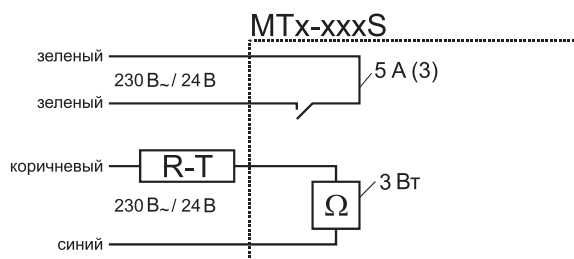 MTx-xxxS
зеленый
230 В~/ 24 В
5 А (3)
зеленый
коричневый
R-T
3 Вт
230 В~/ 24 В
Ω
синий